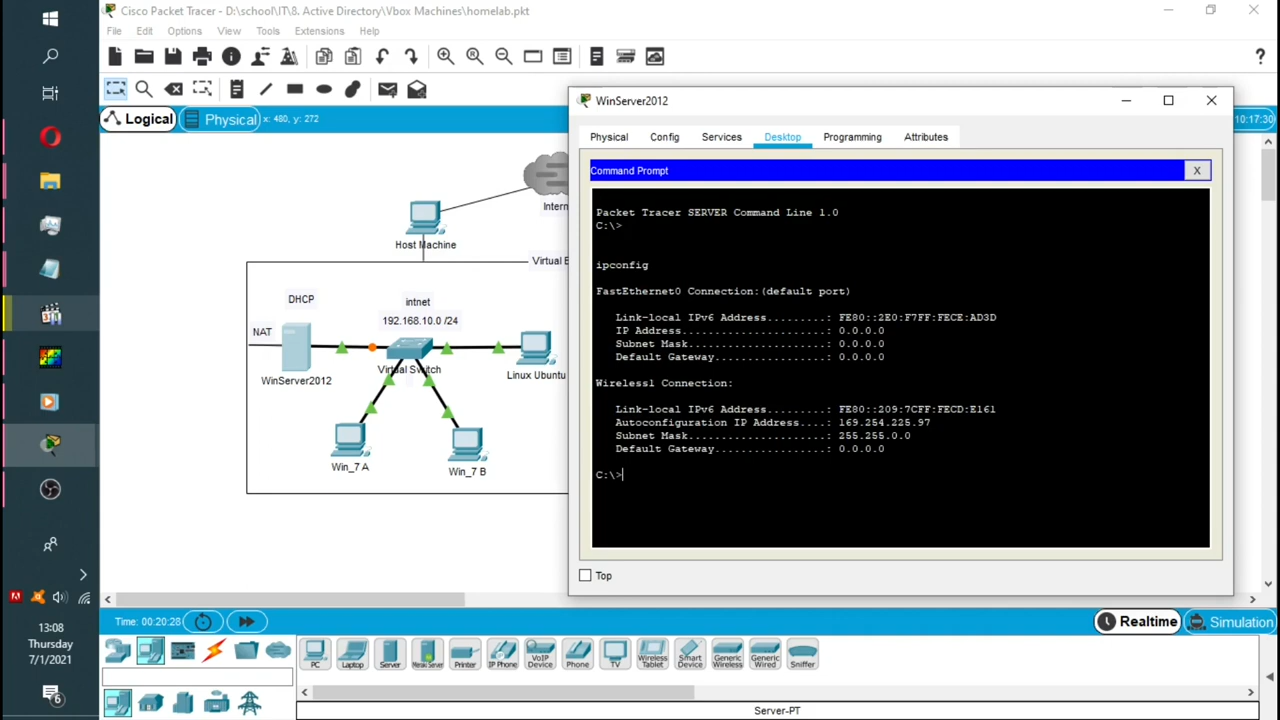 Cisco Packet Tracer - D:\school\IT\8. Active Directory\Vbox Machines\homelab.pkt
File Edit Options View Tools Extensions Help
Logical
Physical
x: 480, y: 272
10:17:30
WinServer2012
Physical Config Services Desktop Programming Attributes
Command Prompt
X
Packet Tracer SERVER Command Line 1.0
C:\>
ipconfig
FastEthernet0 Connection:(default port)
Link-local IPv6 Address.........: FE80::2E0:F7FF:FECE:AD3D
IP Address......................: 0.0.0.0
Subnet Mask.....................: 0.0.0.0
Default Gateway.................: 0.0.0.0
Wireless1 Connection:
Link-local IPv6 Address.........: FE80::209:7CFF:FECD:E161
Autoconfiguration IP Address....: 169.254.225.97
Subnet Mask.....................: 255.255.0.0
Default Gateway.................: 0.0.0.0
C:\>
Top
Host Machine
DHCP
intnet
192.168.10.0 /24
NAT
WinServer2012
Virtual Switch
Linux Ubuntu
Win_7 A
Win_7 B
Time: 00:20:28
Realtime
Simulation
PC
Laptop
Server
Meraki Server
Printer
IP Phone
VoIP Device
Phone
TV
Wireless Tablet
Smart Device
Generic Wireless
Generic Wired
Sniffer
Server-PT
13:08
Thursday
7/1/2021
6